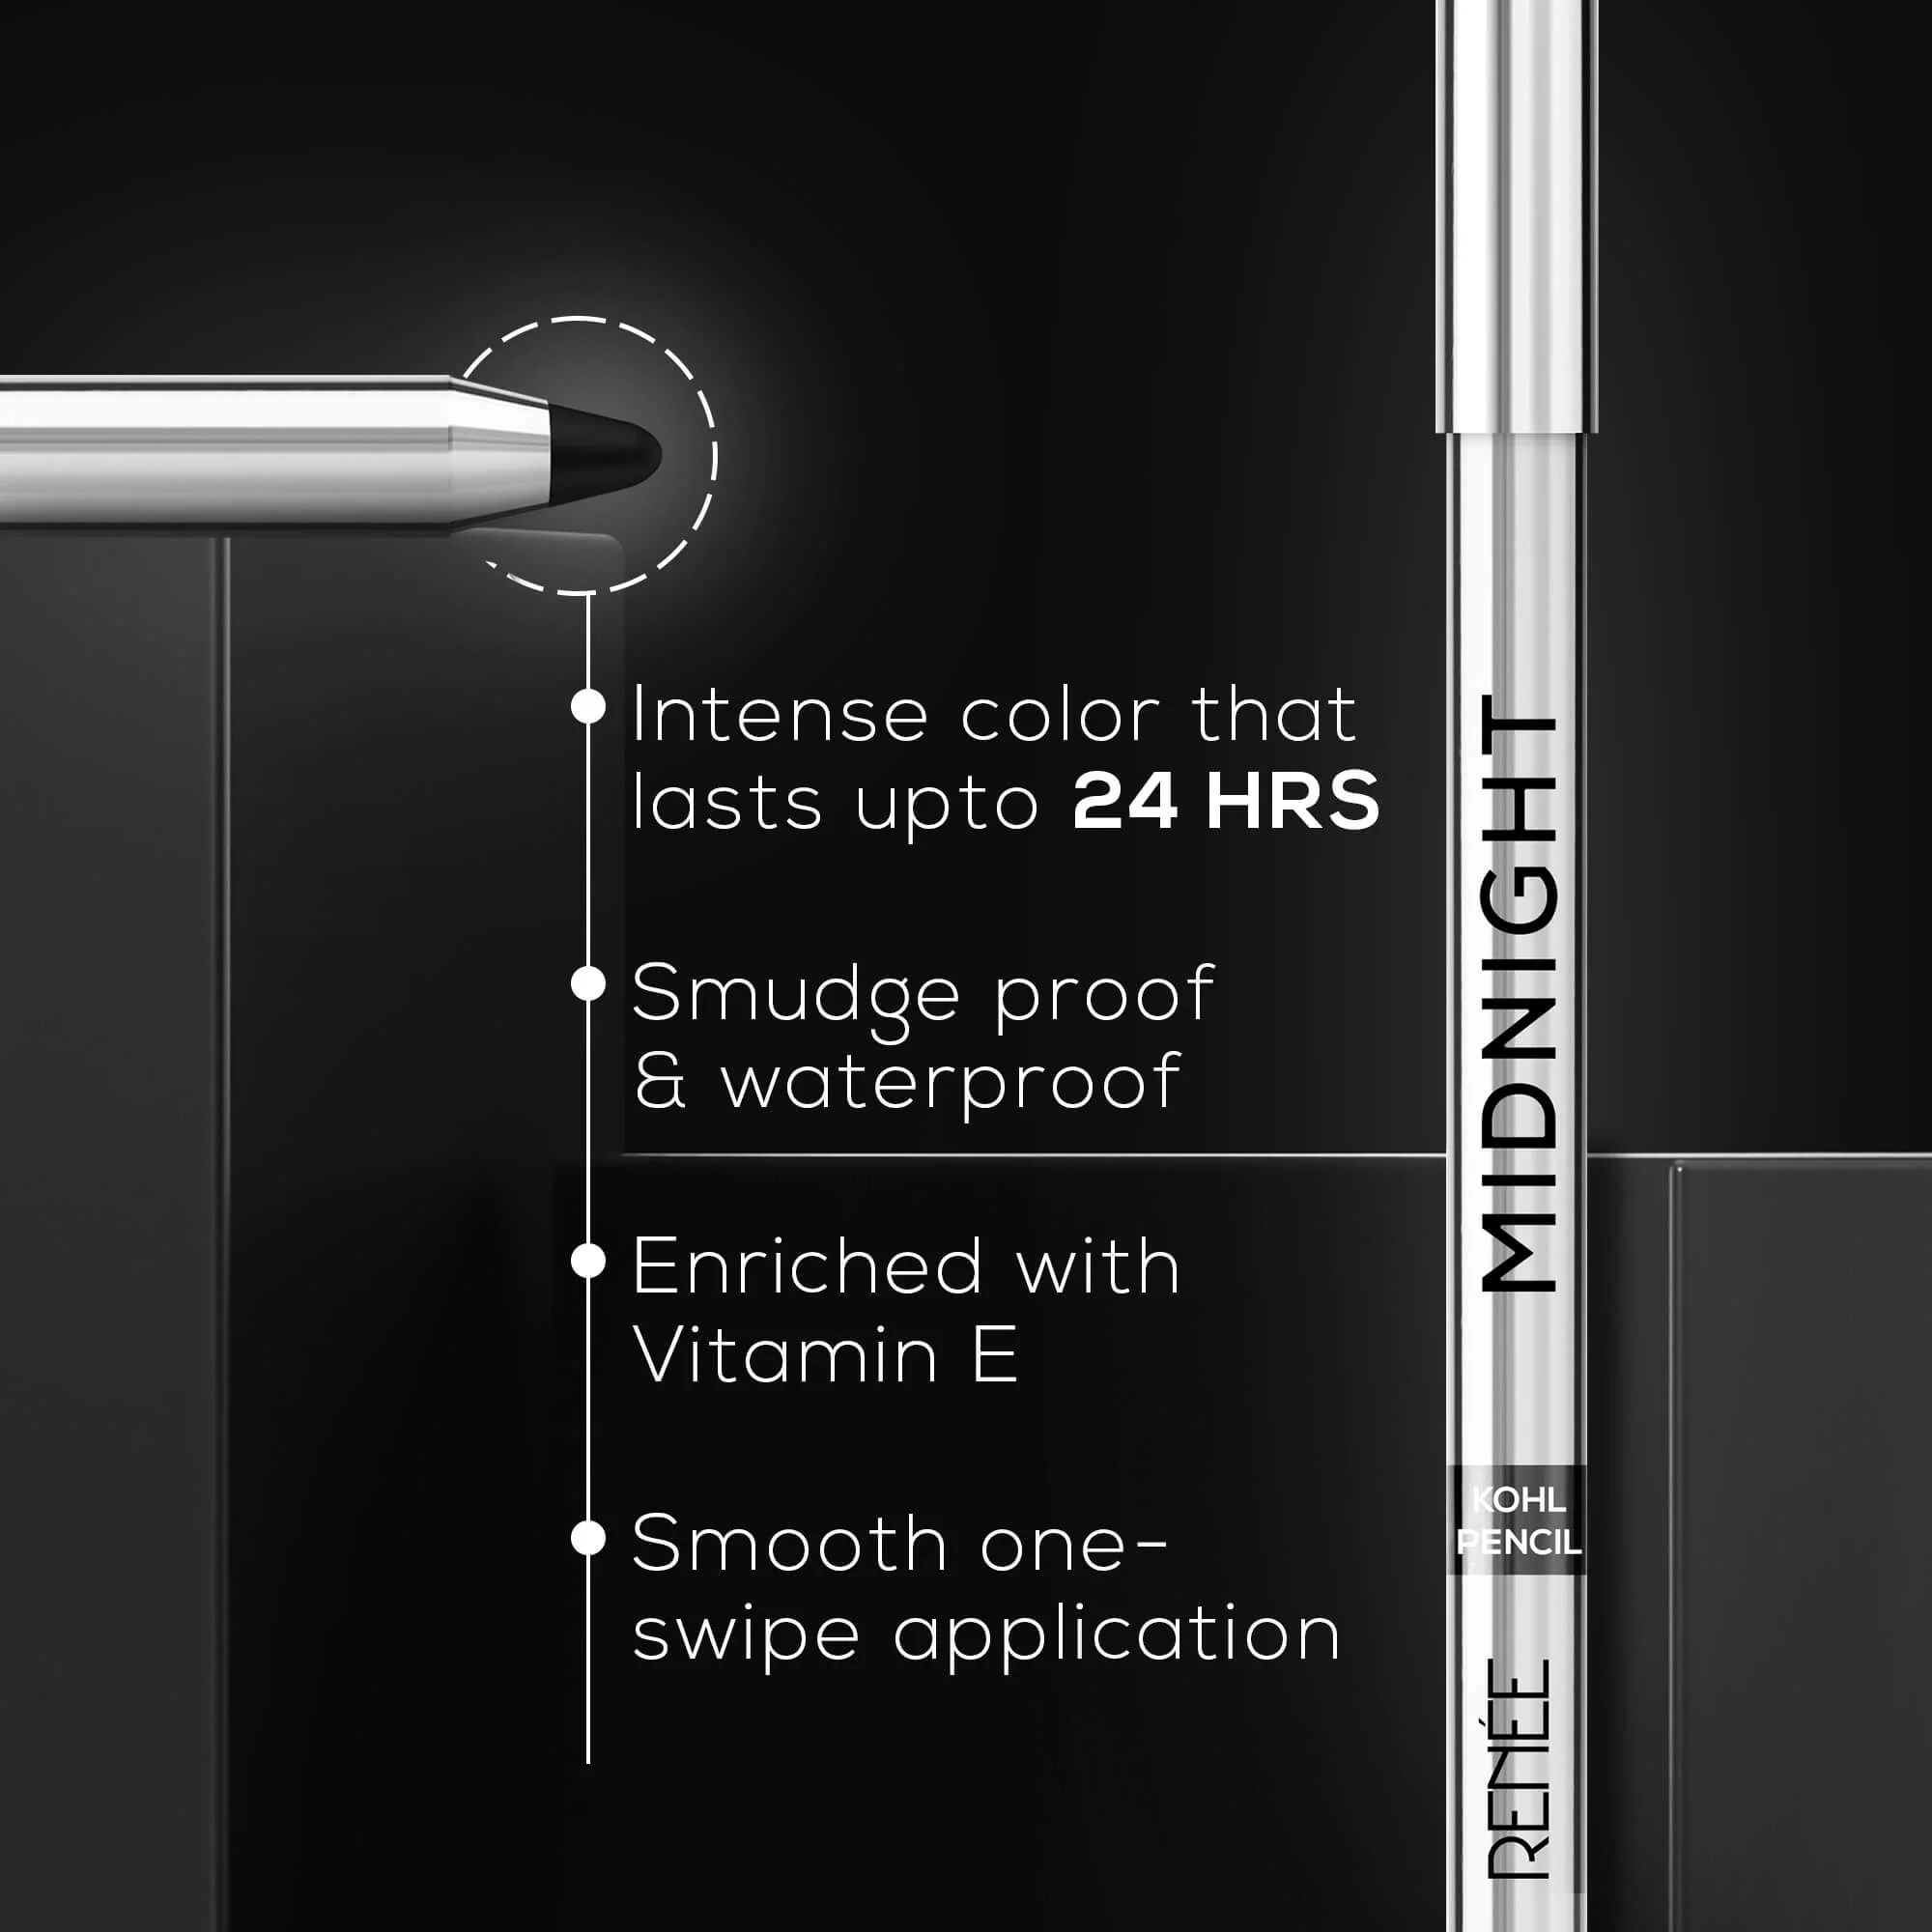 Intense color that
lasts upto 24 HRS
Smudge proof
& waterproof
Enriched with
Vitamin E
Smooth one-
swipe application
MIDNIGHT
KOHL
PENCIL
RENÉE